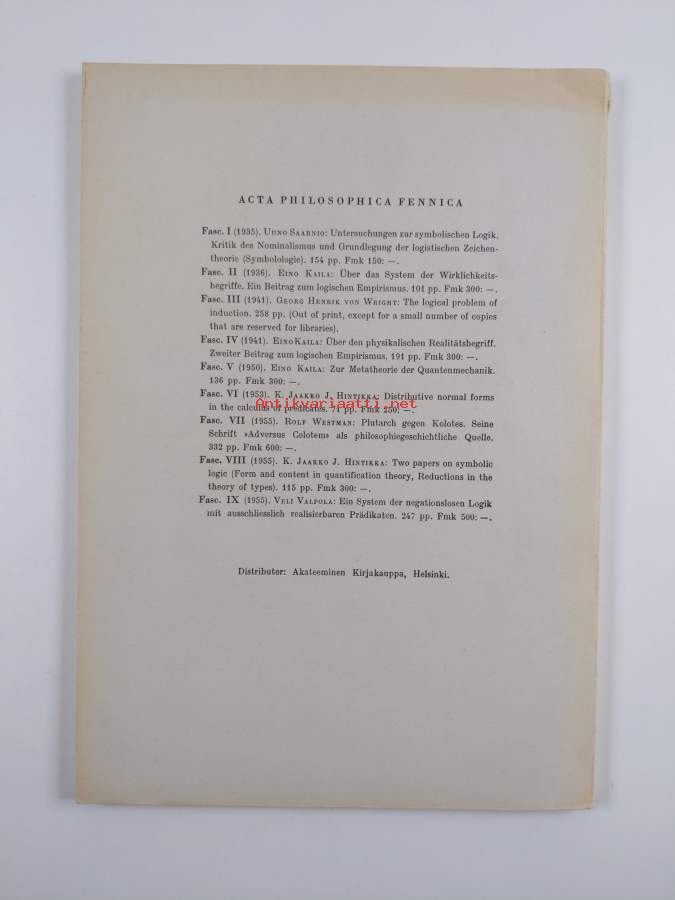 ACTA PHILOSOPHICA FENNICA
Fasc. I (1935). UUNO SAARNIO: Untersuchungen zur symbolischen Logik.
Kritik des Nominalismus und Grundlegung der logistischen Zeichen-
theorie (Symbolologie). 154 pp. Fmk 150: —.
Fasc. II (1936). EINO KAILA: Über das System der Wirklichkeits-
begriffe. Ein Beitrag zum logischen Empirismus. 101 pp. Fmk 300: —.
Fasc. III (1941). GEORG HENRIK VON WRIGHT: The logical problem of
induction. 258 pp. (Out of print, except for a small number of copies
that are reserved for libraries).
Fasc. IV (1941). EINO KAILA: Über den physikalischen Realitätsbegriff.
Zweiter Beitrag zum logischen Empirismus. 191 pp. Fmk 300: —.
Fasc. V (1950). EINO KAILA: Zur Metatheorie der Quantenmechanik.
136 pp. Fmk 300: —.
Fasc. VI (1953). K. JAAKKO J. HINTIKKA: Distributive normal forms
in the calculus of predicates. 71 pp. Fmk 250: —.
Antikvariaatti.net
Fasc. VII (1955). ROLF WESTMAN: Plutarch gegen Kolotes. Seine
Schrift »Adversus Colotem» als philosophiegeschichtliche Quelle.
332 pp. Fmk 600: —.
Fasc. VIII (1955). K. JAAKKO J. HINTIKKA: Two papers on symbolic
logic (Form and content in quantification theory, Reductions in the
theory of types). 115 pp. Fmk 300: —.
Fasc. IX (1955). VELI VALPOLA: Ein System der negationslosen Logik
mit ausschliesslich realisierbaren Prädikaten. 247 pp. Fmk 500: —.
Distributor: Akateeminen Kirjakauppa, Helsinki.